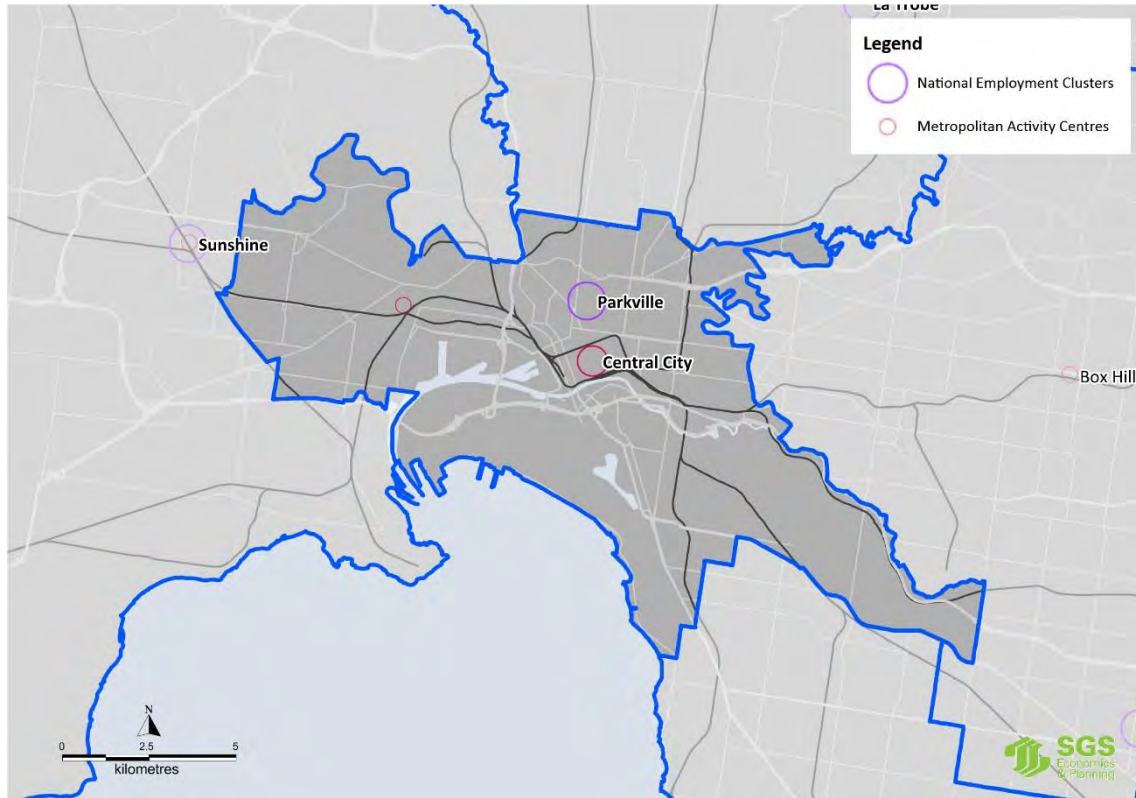 La Trobe
Legend
National Employment Clusters
Metropolitan Activity Centres
Sunshine
Parkville
Central City
Box Hill
N
0 2.5 5
kilometres
SGS
Economics
& Planning